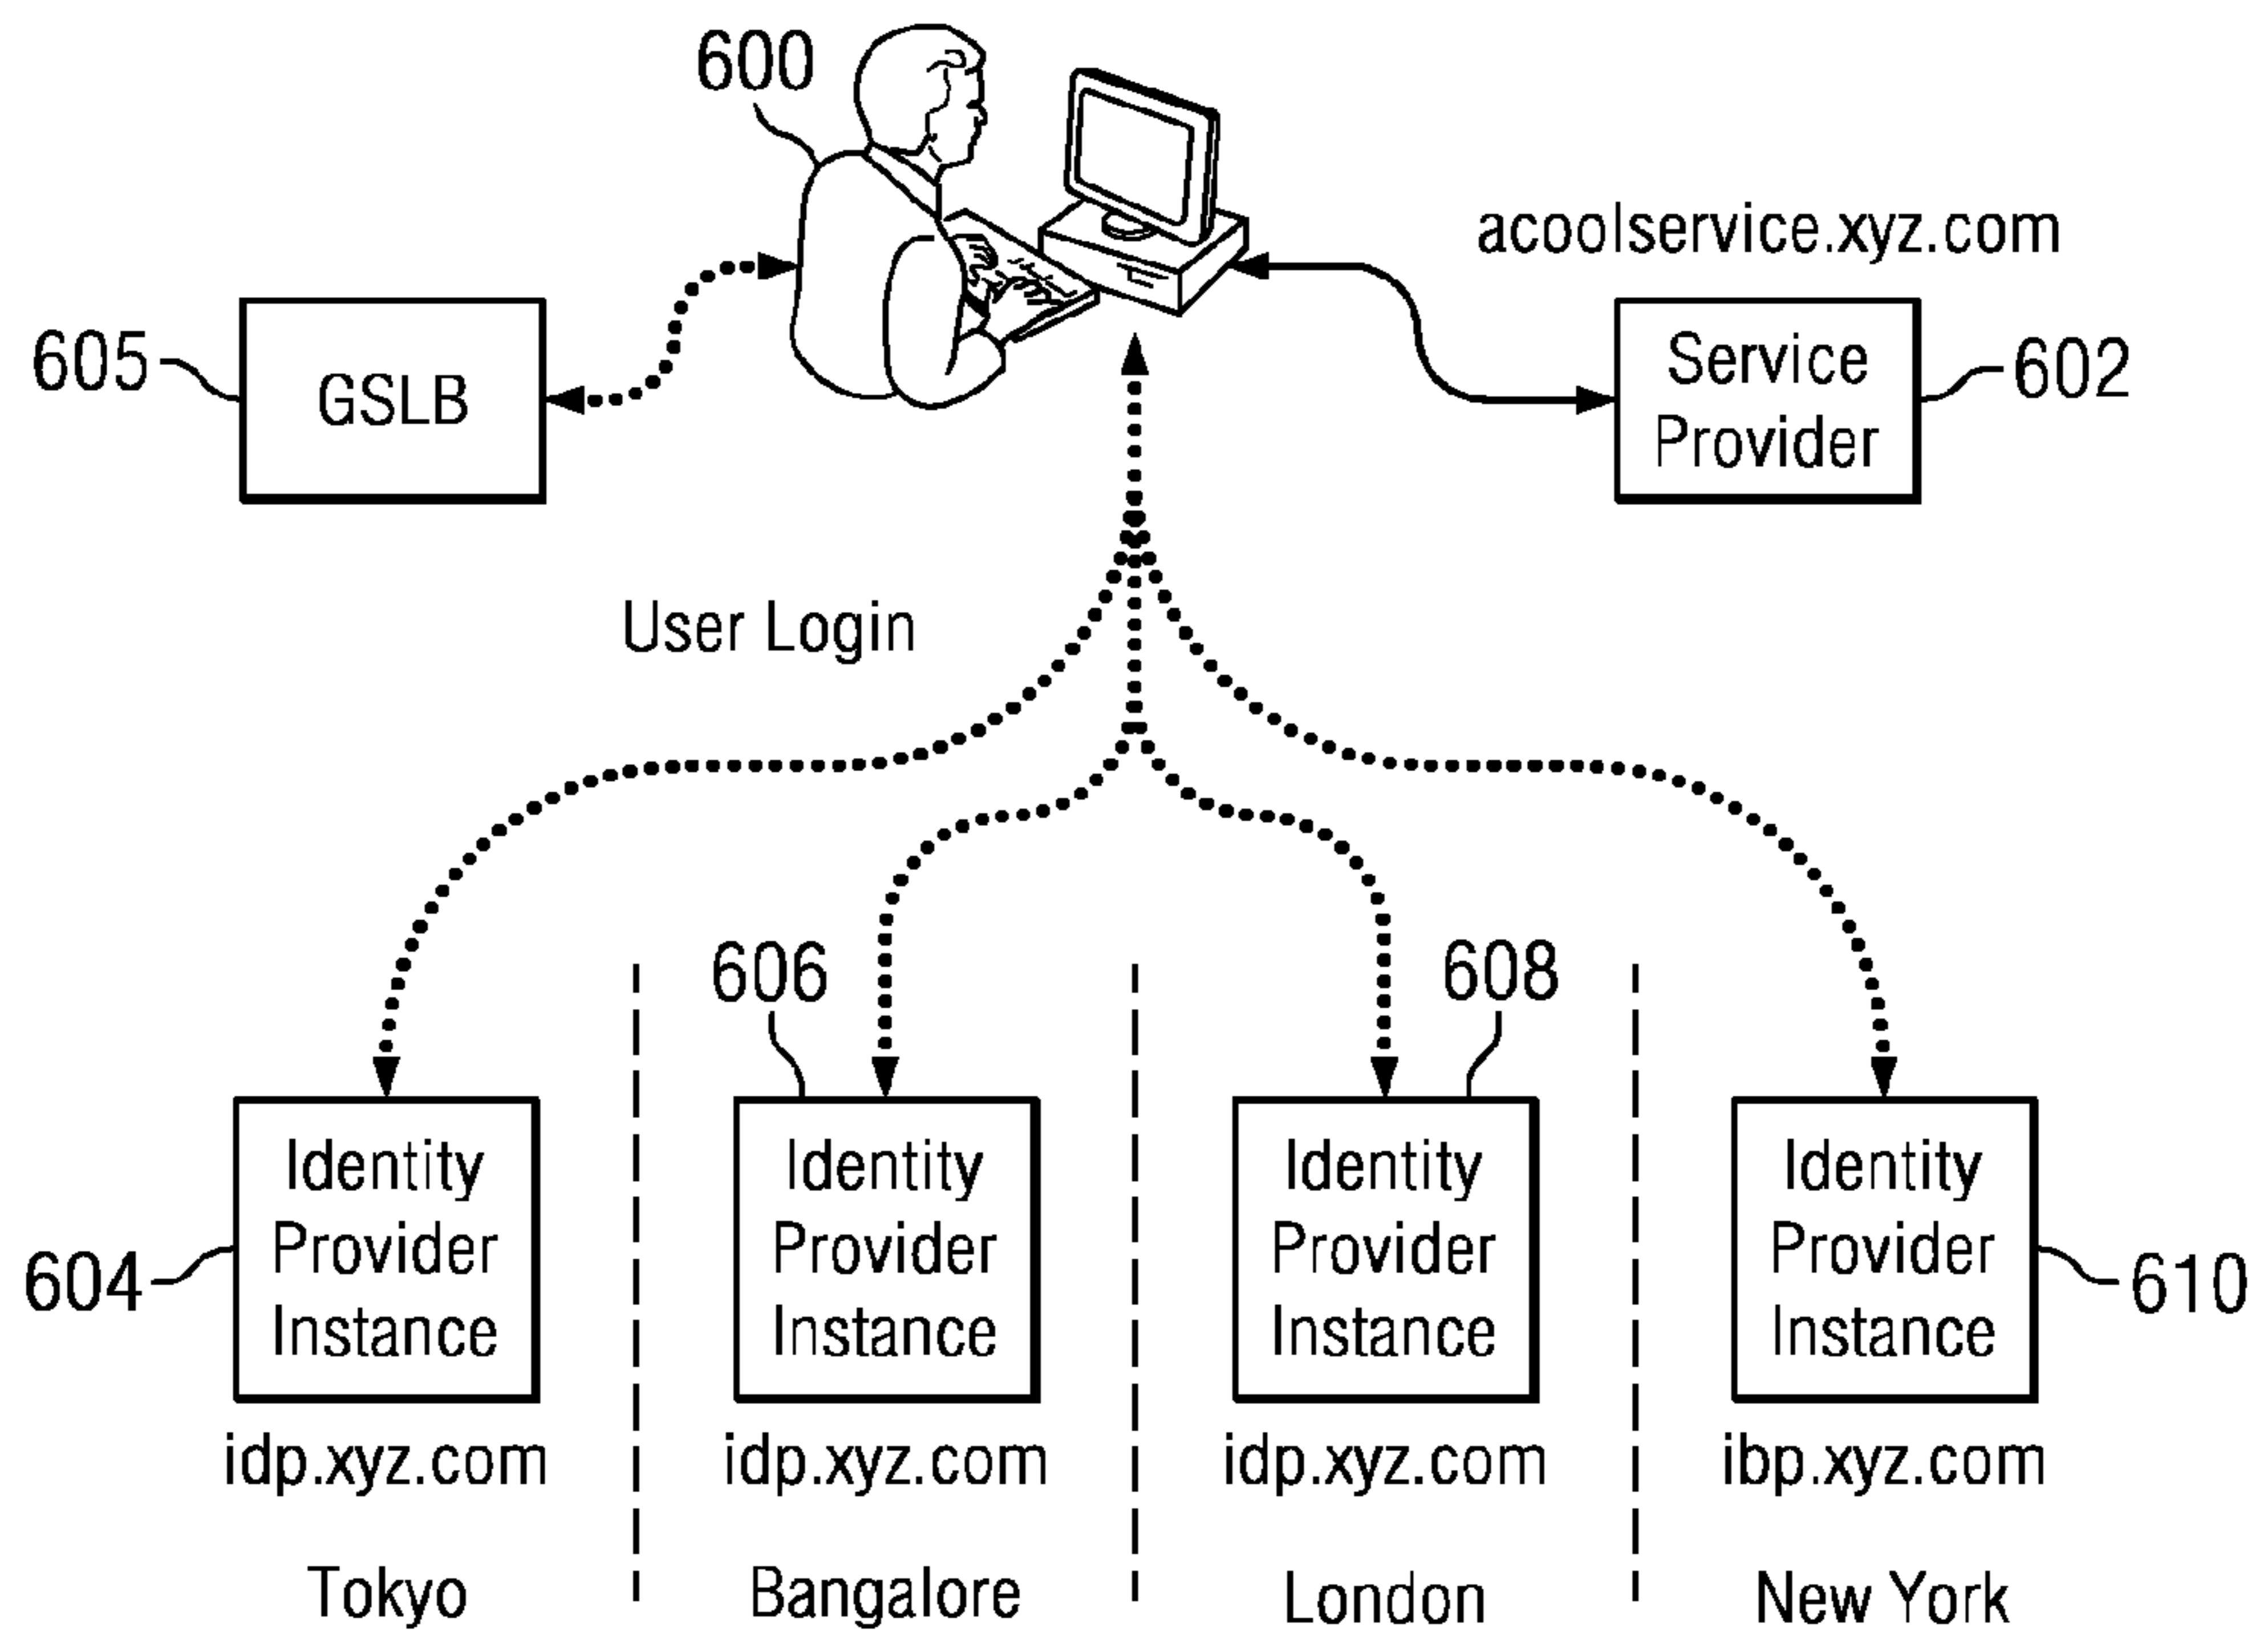 600
acoolservice.xyz.com
605
GSLB
Service
Provider
602
User Login
606
608
Identity
Provider
Instance
Identity
Provider
Instance
Identity
Provider
Instance
Identity
Provider
Instance
604
610
idp.xyz.com
idp.xyz.com
idp.xyz.com
ibp.xyz.com
Tokyo
Bangalore
London
New York